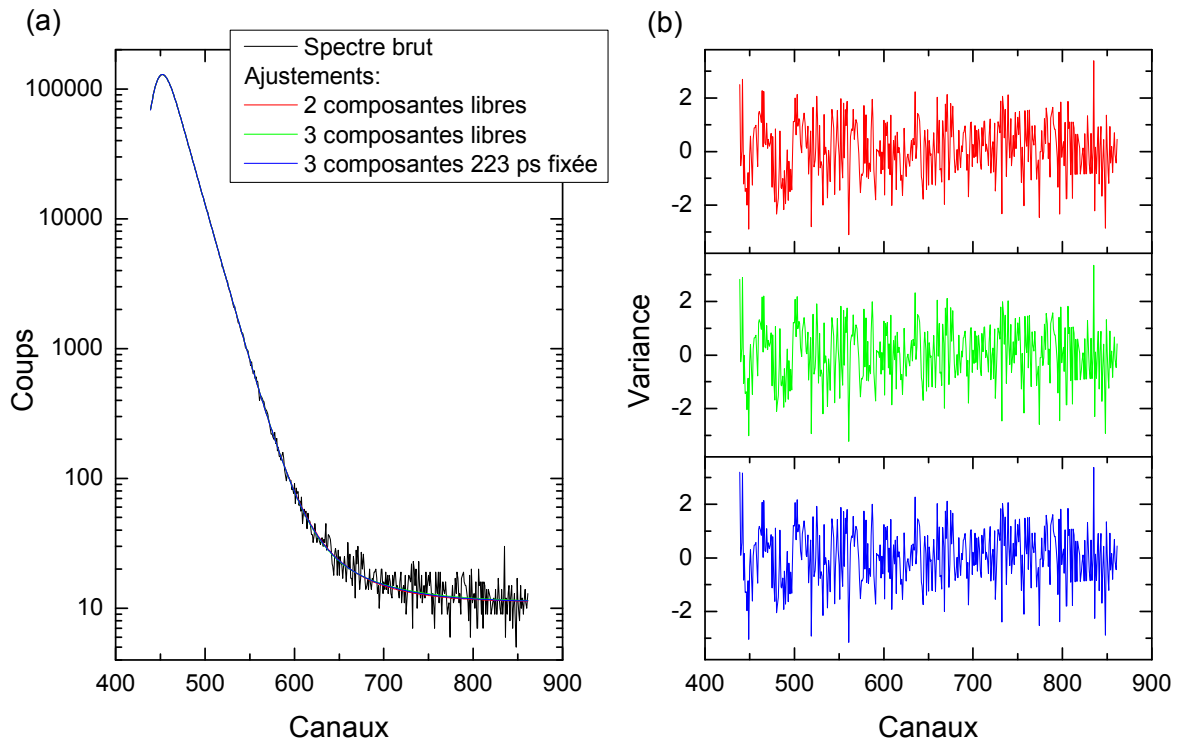 (a)
Spectre brut
Ajustements:
2 composantes libres
3 composantes libres
3 composantes 223 ps fixée
100000
10000
1000
100
10
Coups
400 500 600 700 800 900
Canaux
(b)
2
0
-2
2
0
-2
2
0
-2
Variance
400 500 600 700 800 900
Canaux